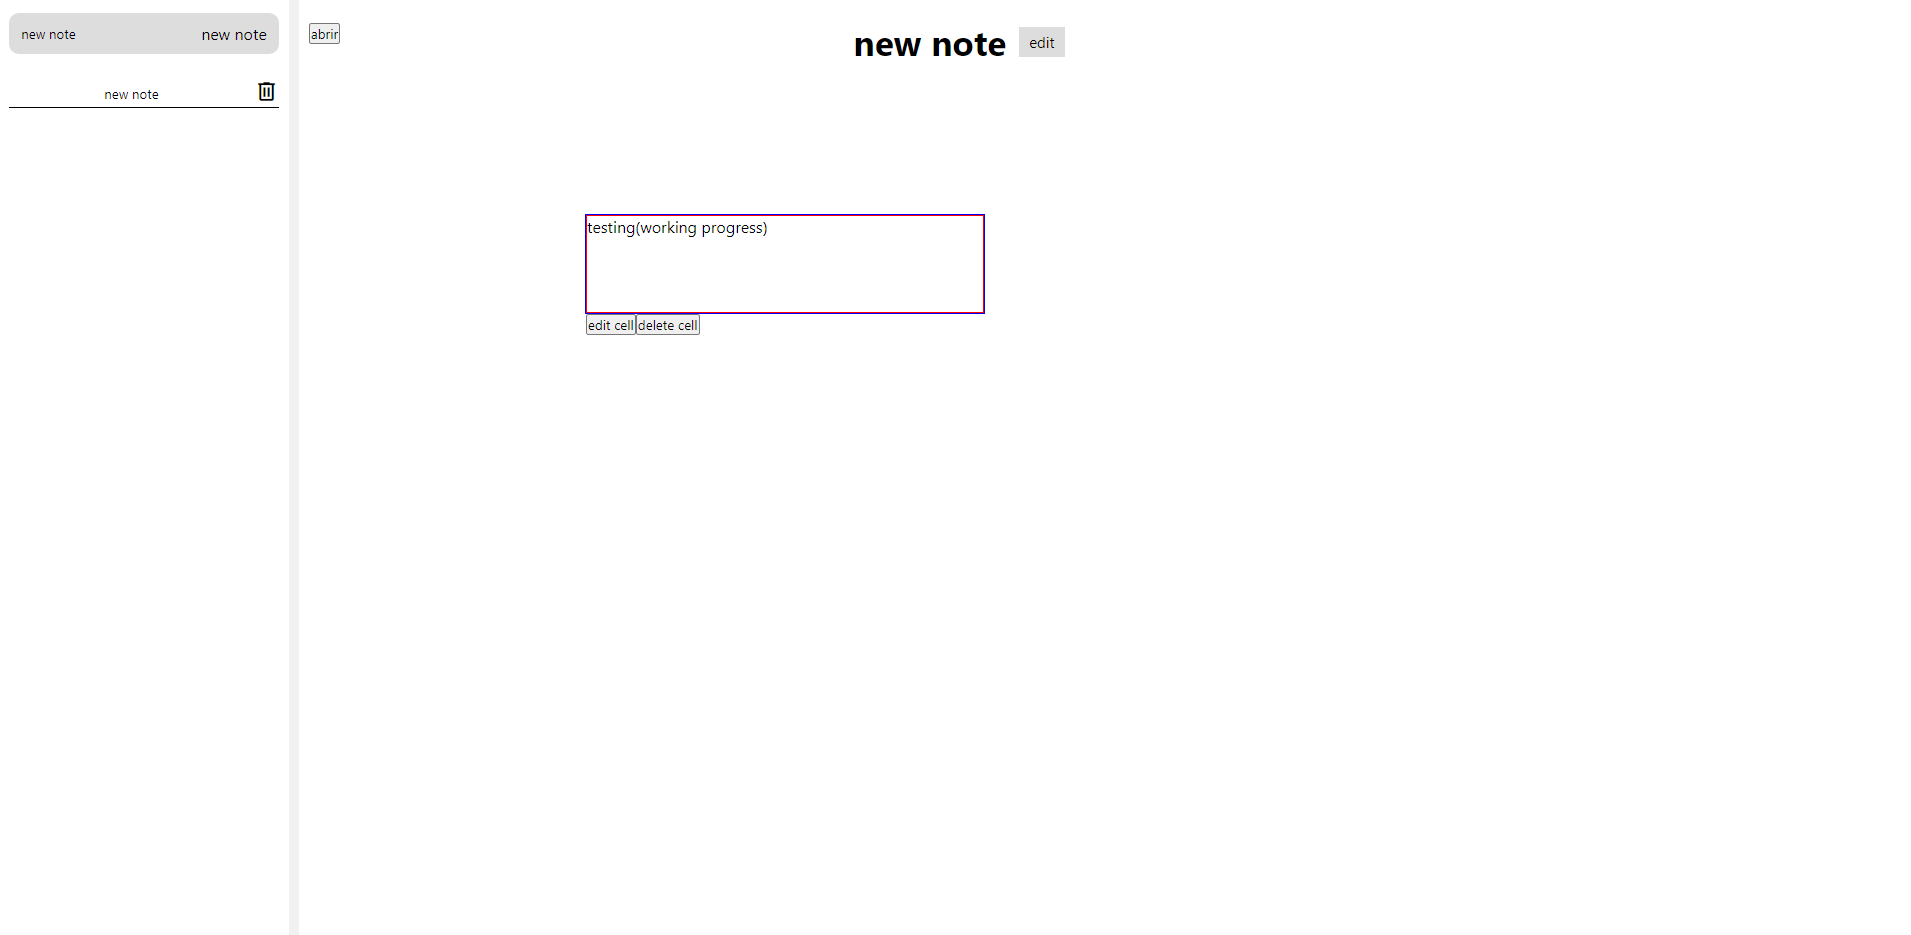 new note new note
new note
abrir
new note edit
testing(working progress)
edit cell delete cell